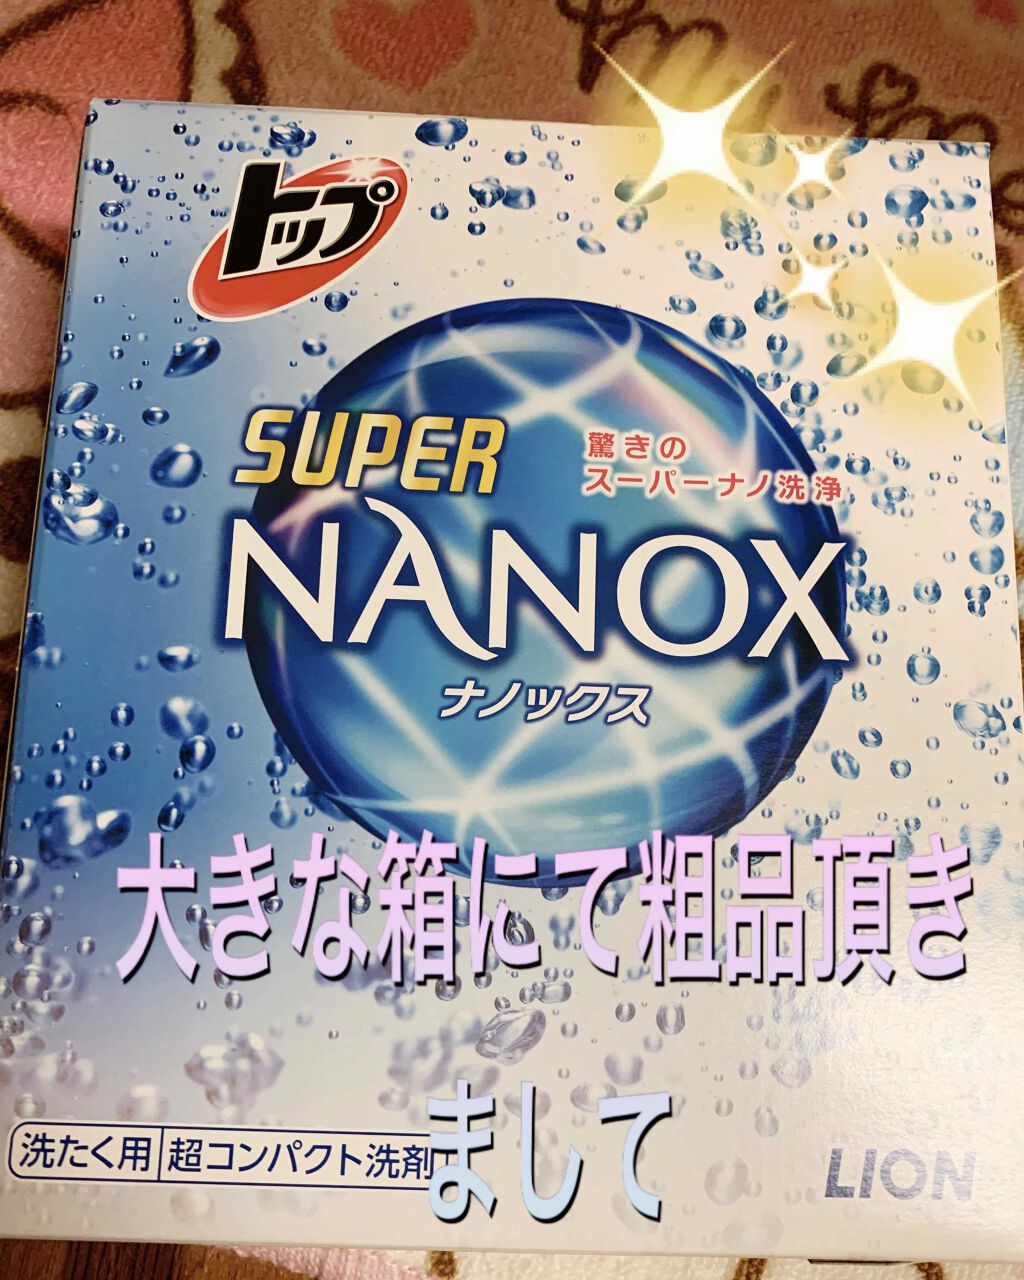 トップ
SUPER
驚きの
スーパーナノ洗浄
NANOX
ナノックス
大きな箱にて粗品頂き
まして
洗たく用 超コンパクト洗剤
LION